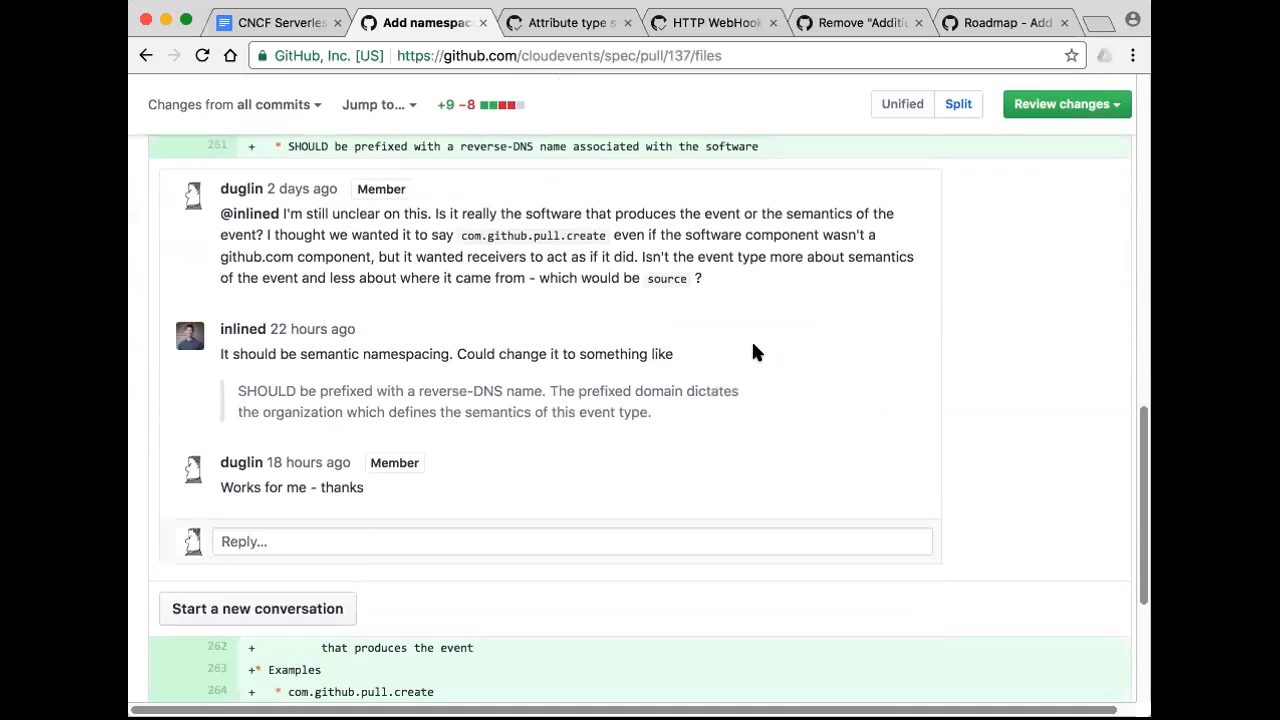 CNCF Serverles
Add namespac
Attribute type s
HTTP WebHook
Remove "Additi
Roadmap - Add
GitHub, Inc. [US]
https://github.com/cloudevents/spec/pull/137/files
Changes from all commits
Jump to...
+9 −8
Unified
Split
Review changes
261 + * SHOULD be prefixed with a reverse-DNS name associated with the software
duglin 2 days ago Member
@inlined I'm still unclear on this. Is it really the software that produces the event or the semantics of the
event? I thought we wanted it to say com.github.pull.create even if the software component wasn't a
github.com component, but it wanted receivers to act as if it did. Isn't the event type more about semantics
of the event and less about where it came from - which would be source ?
inlined 22 hours ago
It should be semantic namespacing. Could change it to something like
SHOULD be prefixed with a reverse-DNS name. The prefixed domain dictates
the organization which defines the semantics of this event type.
duglin 18 hours ago Member
Works for me - thanks
Reply...
Start a new conversation
262 + that produces the event
263 +* Examples
264 + * com.github.pull.create